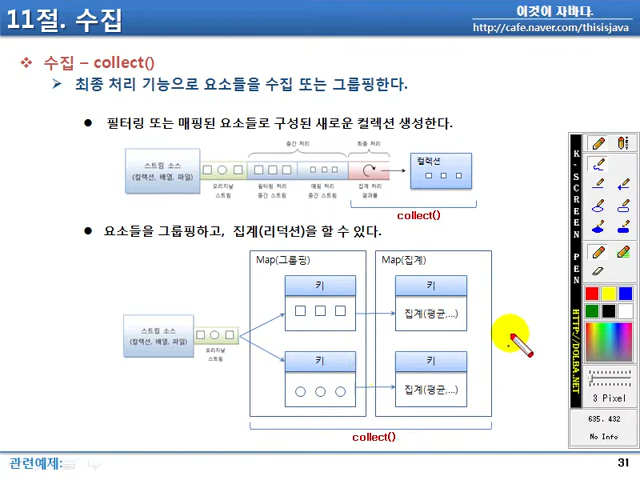 11절. 수집
이것이 자바다.
http://cafe.naver.com/thisisjava
수집 – collect()
최종 처리 기능으로 요소들을 수집 또는 그룹핑한다.
필터링 또는 매핑된 요소들로 구성된 새로운 컬렉션 생성한다.
중간 처리
최종 처리
스트림 소스
(컬렉션, 배열, 파일)
오리지날
스트림
필터링 처리
중간 스트림
매핑 처리
중간 스트림
집계 처리
결과물
컬렉션
collect()
요소들을 그룹핑하고, 집계(리덕션)을 할 수 있다.
Map(그룹핑)
Map(집계)
키
키
집계(평균,...)
스트림 소스
(컬렉션, 배열, 파일)
오리지날
스트림
키
키
집계(평균,...)
collect()
K-SCREEN PEN
HTTP://DOLBA.NET
3 Pixel
635, 432
No Info
관련예제:
31